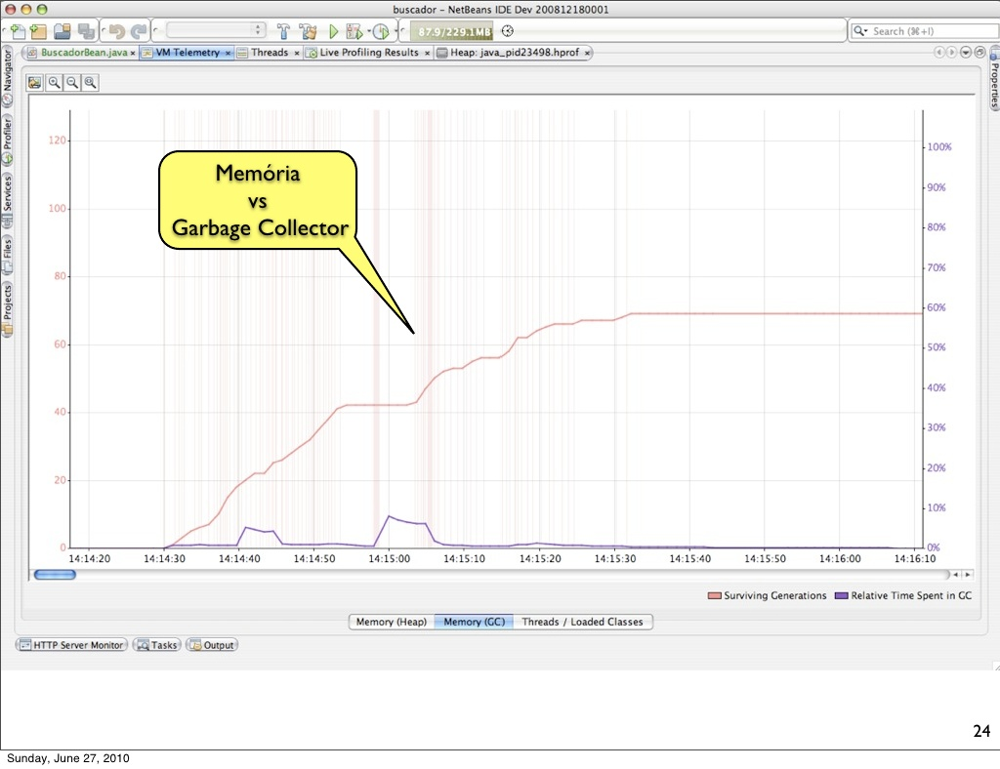 buscador - NetBeans IDE Dev 200812180001
87.9/229.1MB
Search (⌘+I)
BuscadorBean.java
VM Telemetry
Threads
Live Profiling Results
Heap: java_pid23498.hprof
Navigator
Profiler
Services
Files
Projects
Properties
Memória
vs
Garbage Collector
120
100
80
60
40
20
0
100%
90%
80%
70%
60%
50%
40%
30%
20%
10%
0%
14:14:20
14:14:30
14:14:40
14:14:50
14:15:00
14:15:10
14:15:20
14:15:30
14:15:40
14:15:50
14:16:00
14:16:10
Surviving Generations
Relative Time Spent in GC
Memory (Heap)
Memory (GC)
Threads / Loaded Classes
HTTP Server Monitor
Tasks
Output
24
Sunday, June 27, 2010